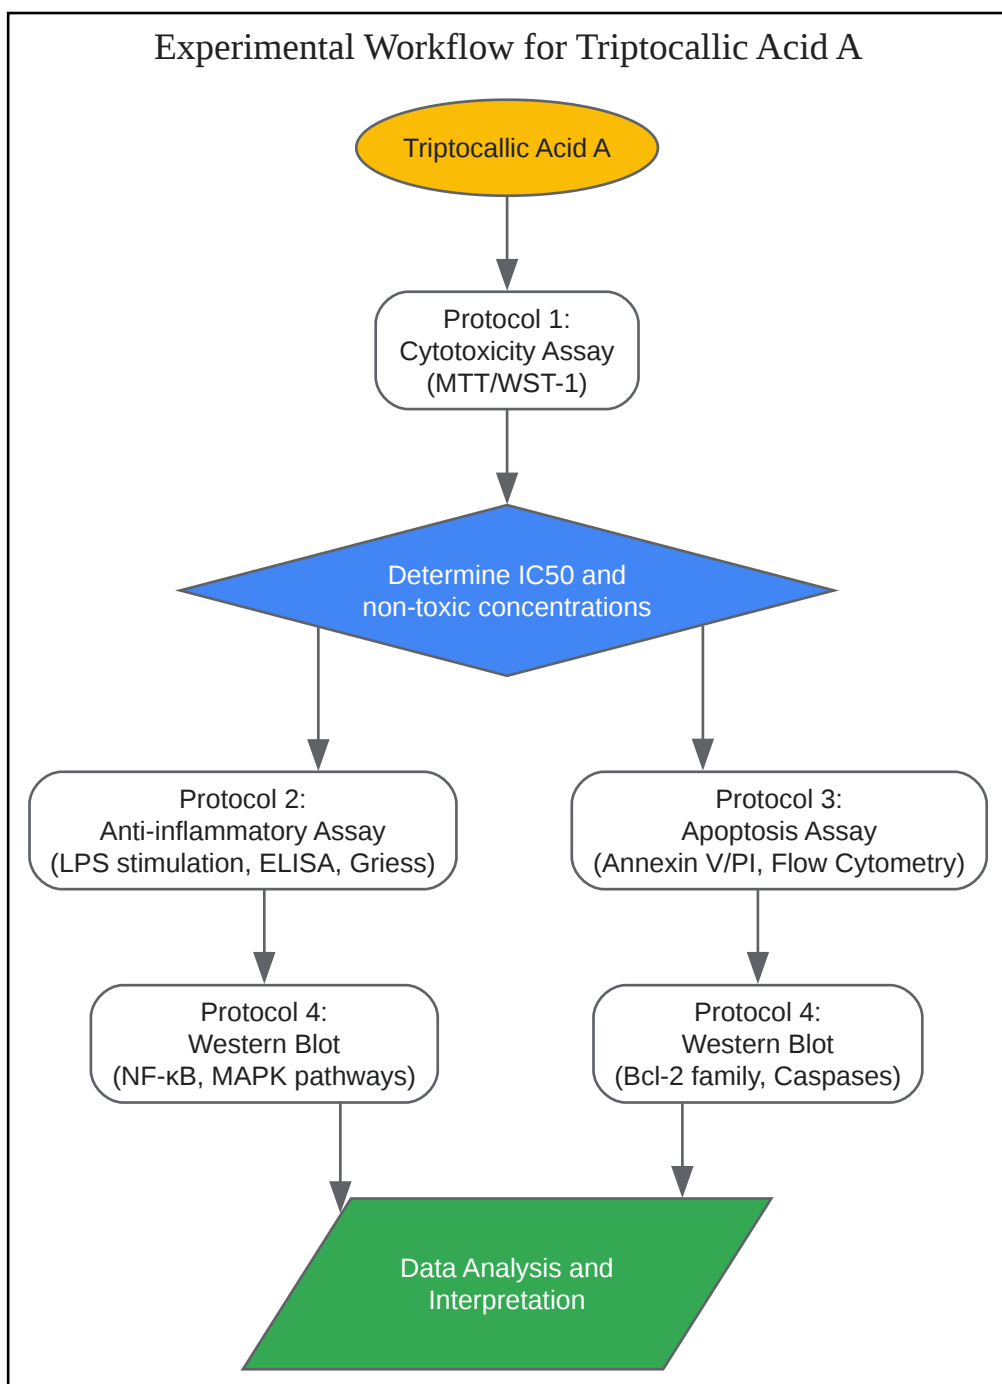 Experimental Workflow for Triptocallic Acid A
Triptocallic Acid A
Protocol 1:
Cytotoxicity Assay
(MTT/WST-1)
Determine IC50 and
non-toxic concentrations
Protocol 2:
Anti-inflammatory Assay
(LPS stimulation, ELISA, Griess)
Protocol 3:
Apoptosis Assay
(Annexin V/PI, Flow Cytometry)
Protocol 4:
Western Blot
(NF-κB, MAPK pathways)
Protocol 4:
Western Blot
(Bcl-2 family, Caspases)
Data Analysis and
Interpretation